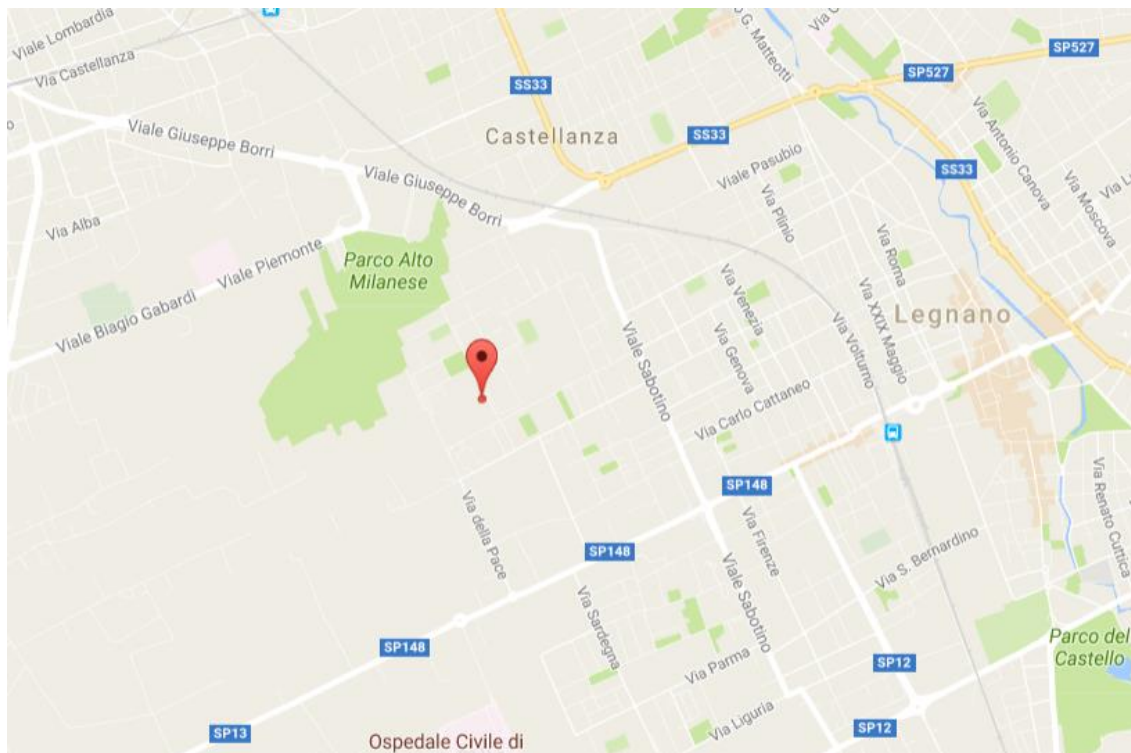 Viale Lombardia
Via Castellanza
G. Matteotti
SP527
SP527
SS33
Castellanza
SS33
Viale Giuseppe Borri
Viale Giuseppe Borri
Viale Pasubio
Via Plinio
SS33
Via Antonio Canova
Via Moscova
Via Alba
Viale Piemonte
Parco Alto
Milanese
Via Roma
Via Venezia
Via XXIX Maggio
Legnano
Viale Biagio Gabardi
Viale Sabotino
Via Genova
Via Volturno
Via Carlo Cattaneo
SP148
Via della Pace
Via Firenze
Via Renato Cuttica
SP148
Via S. Bernardino
Viale Sabotino
Via Sardegna
SP148
Via Parma
SP12
Parco del
Castello
Via Liguria
SP13
SP12
Ospedale Civile di